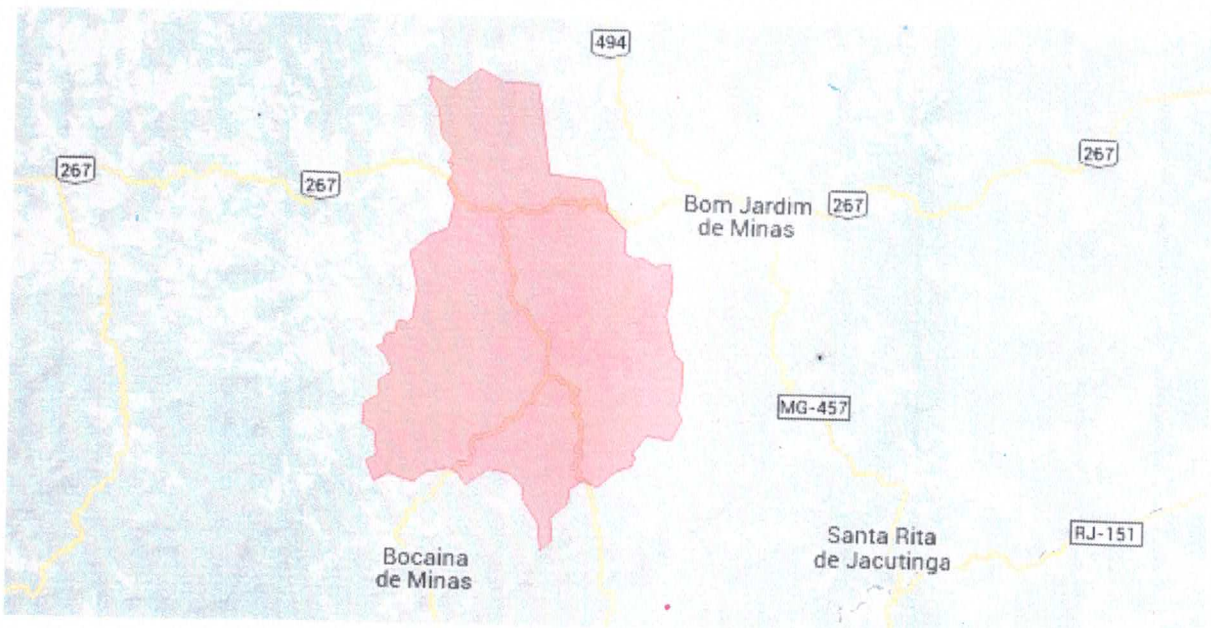 494
267
267
267
Bom Jardim
de Minas
267
MG-457
Santa Rita
de Jacutinga
RJ-151
Bocaina
de Minas